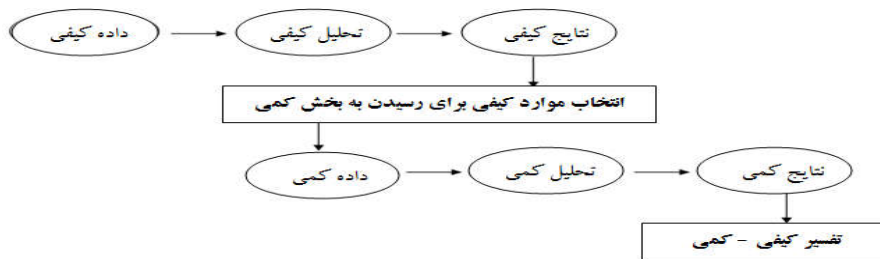 داده کیفی
تحلیل کیفی
نتایج کیفی
انتخاب موارد کیفی برای رسیدن به بخش کمی
داده کمی
تحلیل کمی
نتایج کمی
تفسیر کیفی - کمی